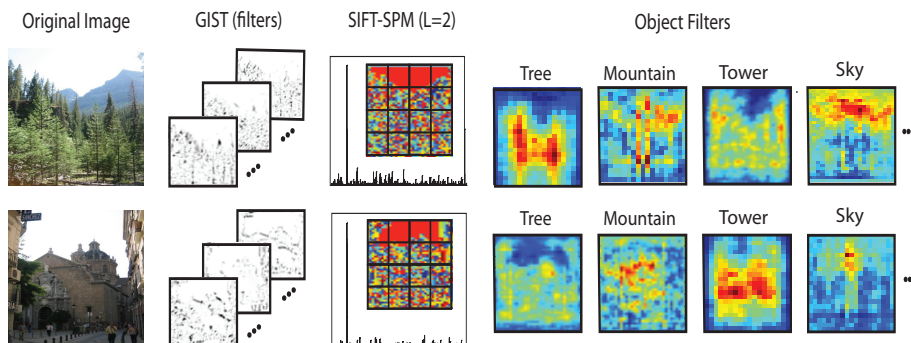 Original Image GIST (filters) SIFT-SPM (L=2) Object Filters
Tree Mountain Tower Sky
Tree Mountain Tower Sky